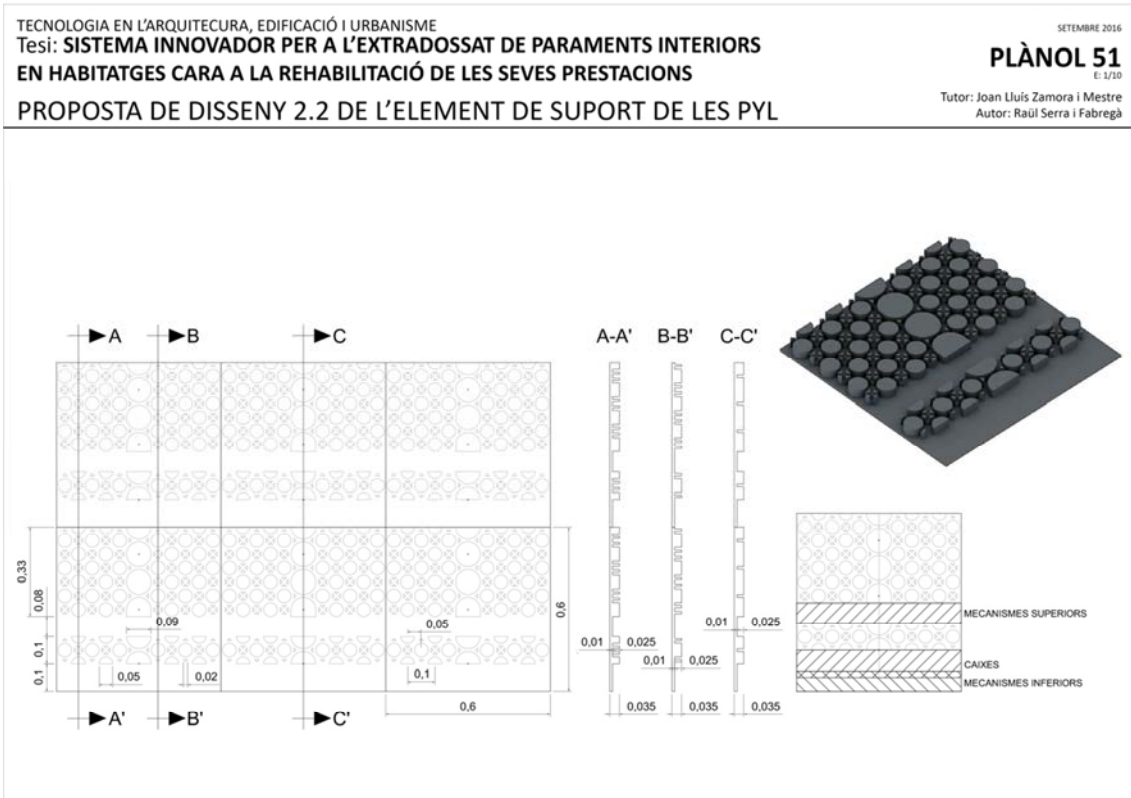 TECNOLOGIA EN L'ARQUITECTURA, EDIFICACIÓ I URBANISME
Tesi: SISTEMA INNOVADOR PER A L'EXTRADOSSAT DE PARAMENTS INTERIORS
EN HABITATGES CARA A LA REHABILITACIÓ DE LES SEVES PRESTACIONS
PROPOSTA DE DISSENY 2.2 DE L'ELEMENT DE SUPORT DE LES PYL
SETEMBRE 2016
PLÀNOL 51
E: 1/10
Tutor: Joan Lluís Zamora i Mestre
Autor: Raül Serra i Fabregà
A B C
A-A' B-B' C-C'
0,33
0,08
0,1
0,1
0,09
0,05
0,02
0,05
0,1
0,6
0,6
A' B' C'
0,01 0,025
0,01 0,025
0,01 0,025
0,035 0,035 0,035
MECANISMES SUPERIORS
CAIXES
MECANISMES INFERIORS